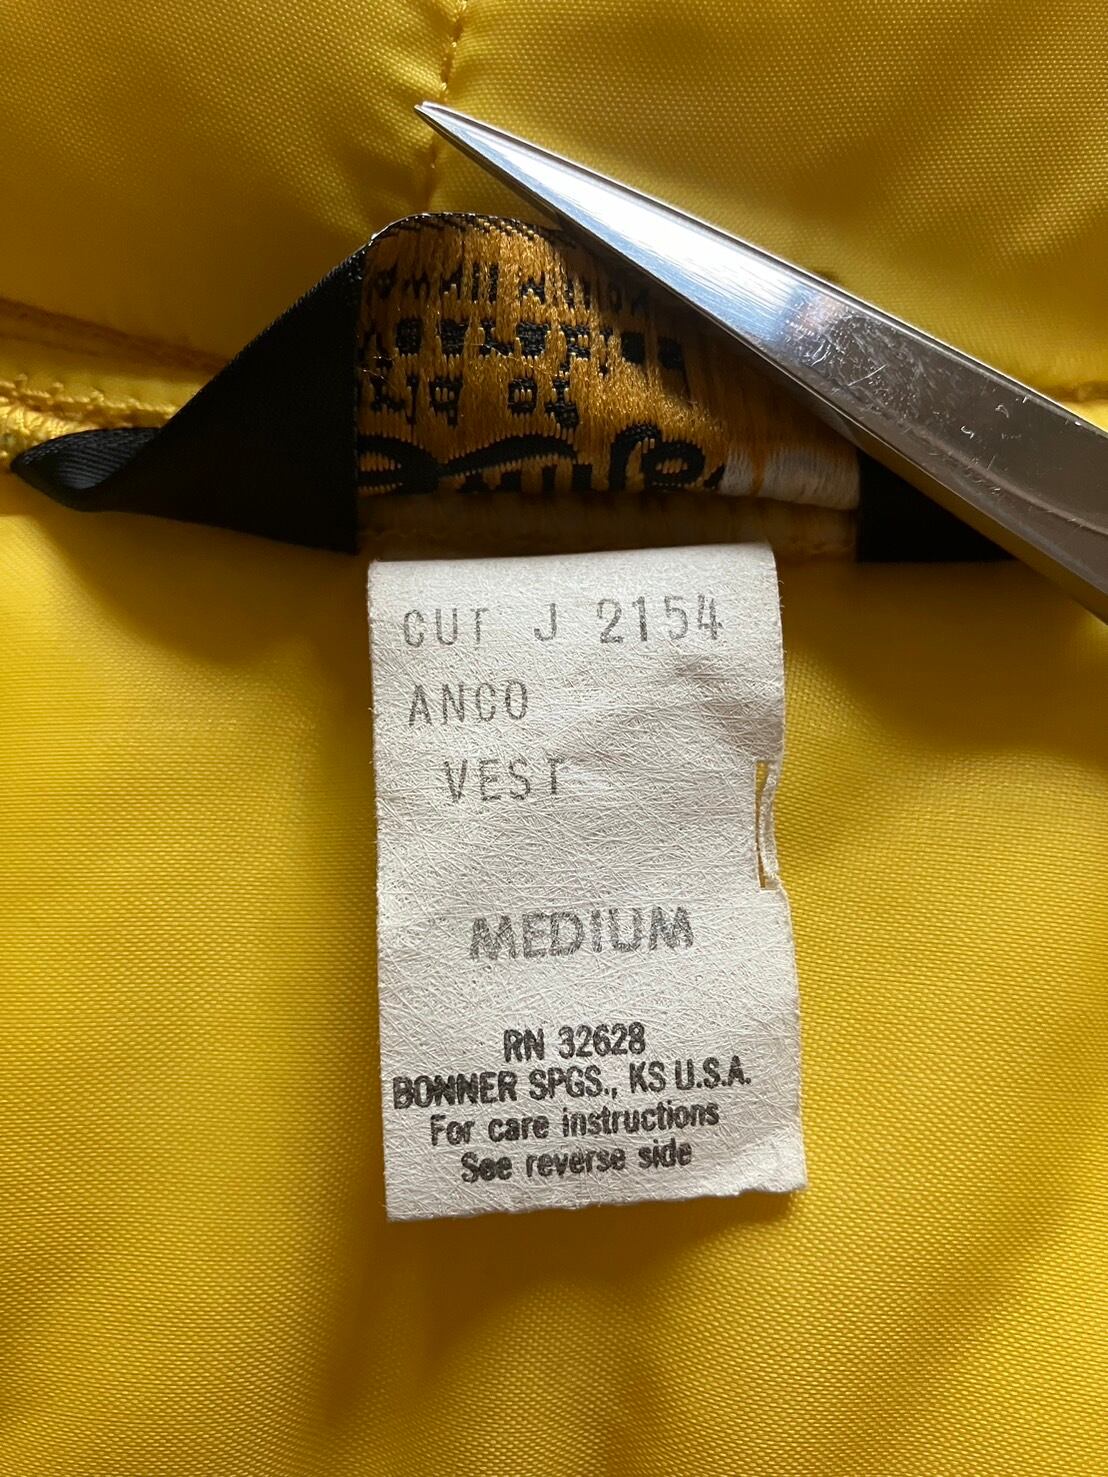 CUT J 2154
ANCO
VEST
MEDIUM
RN 32628
BONNER SPGS., KS U.S.A.
For care instructions
See reverse side